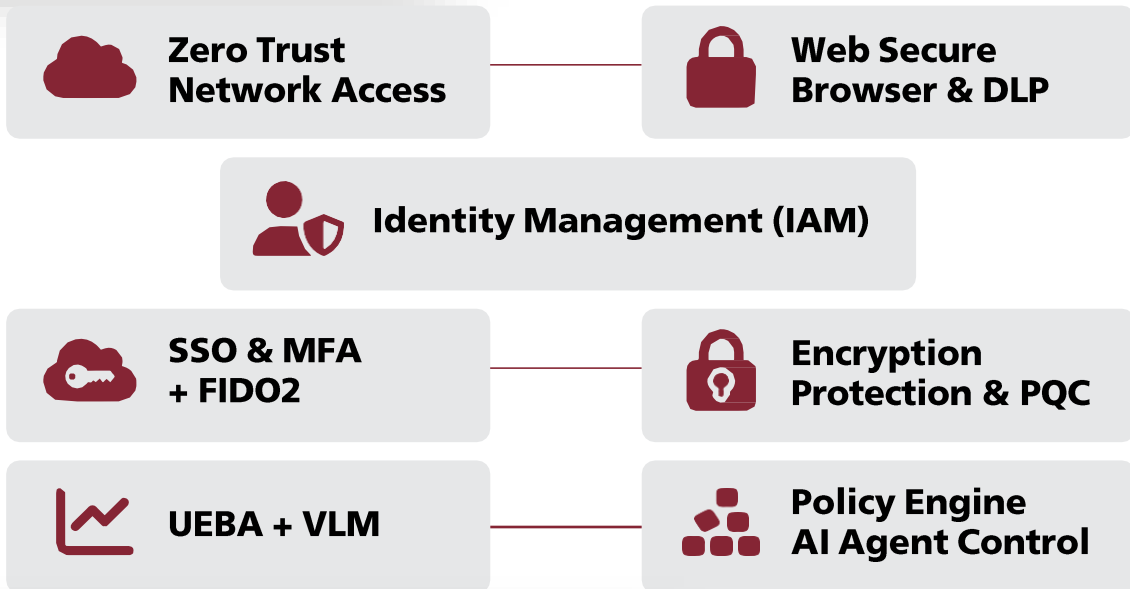 Zero Trust
Network Access
Web Secure
Browser & DLP
Identity Management (IAM)
SSO & MFA
+ FIDO2
Encryption
Protection & PQC
UEBA + VLM
Policy Engine
AI Agent Control